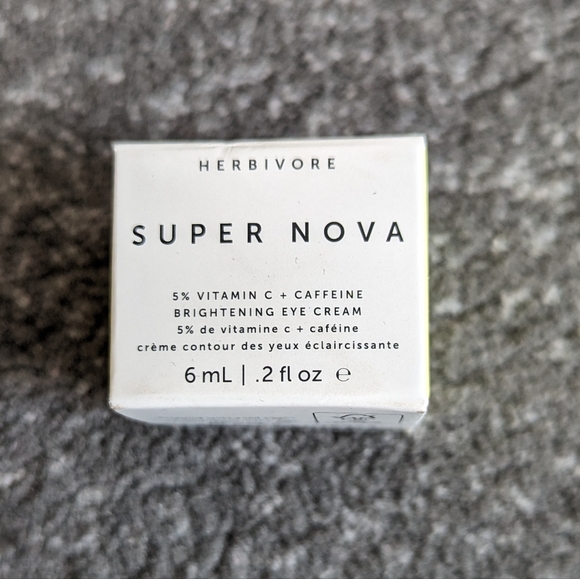 HERBIVORE
SUPER NOVA
5% VITAMIN C + CAFFEINE
BRIGHTENING EYE CREAM
5% de vitamine c + caféine
crème contour des yeux éclaircissante
6 mL | .2 fl oz ℮